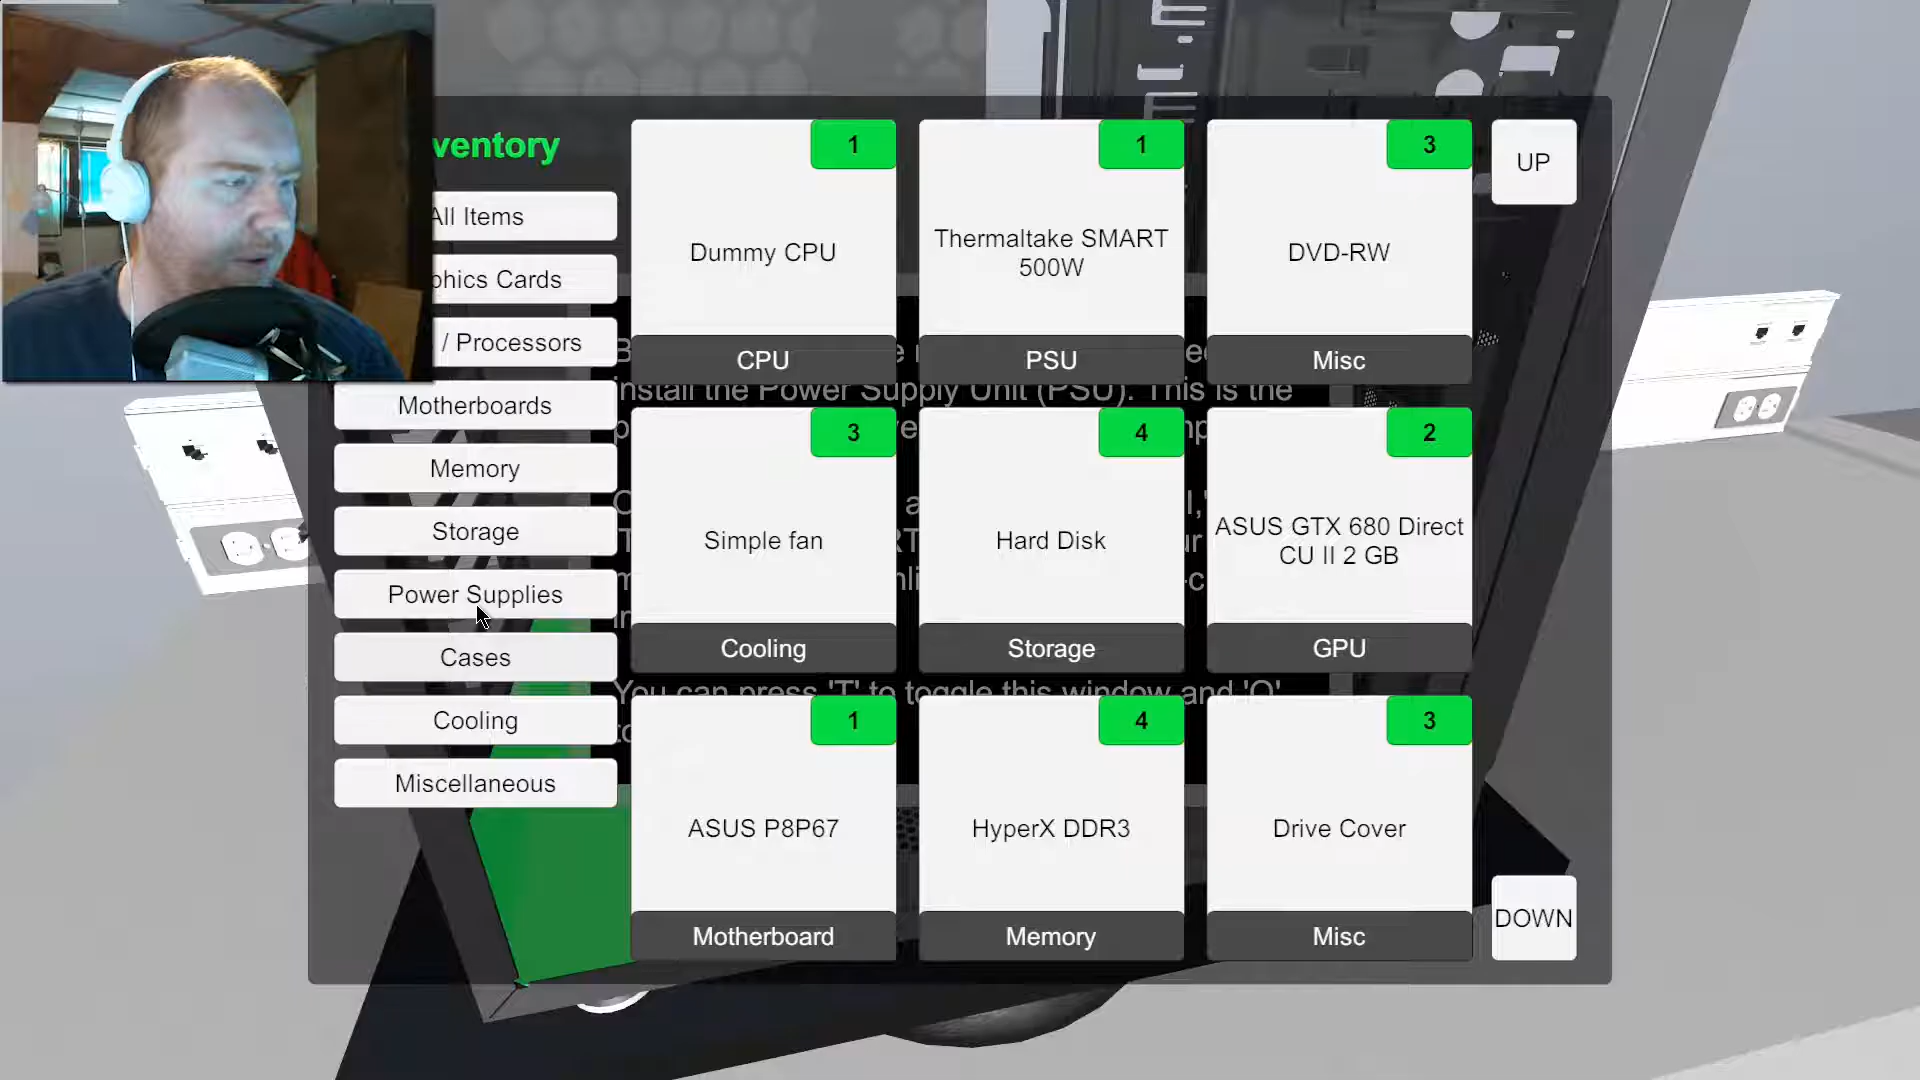 ventory
All Items
phics Cards
/ Processors
Motherboards
Memory
Storage
Power Supplies
Cases
Cooling
Miscellaneous
1
Dummy CPU
CPU
1
Thermaltake SMART
500W
PSU
3
DVD-RW
Misc
UP
install the Power Supply Unit (PSU). This is the
3
Simple fan
Cooling
4
Hard Disk
Storage
2
ASUS GTX 680 Direct
CU II 2 GB
GPU
You can press 'T' to toggle this window and
1
ASUS P8P67
Motherboard
4
HyperX DDR3
Memory
3
Drive Cover
Misc
DOWN